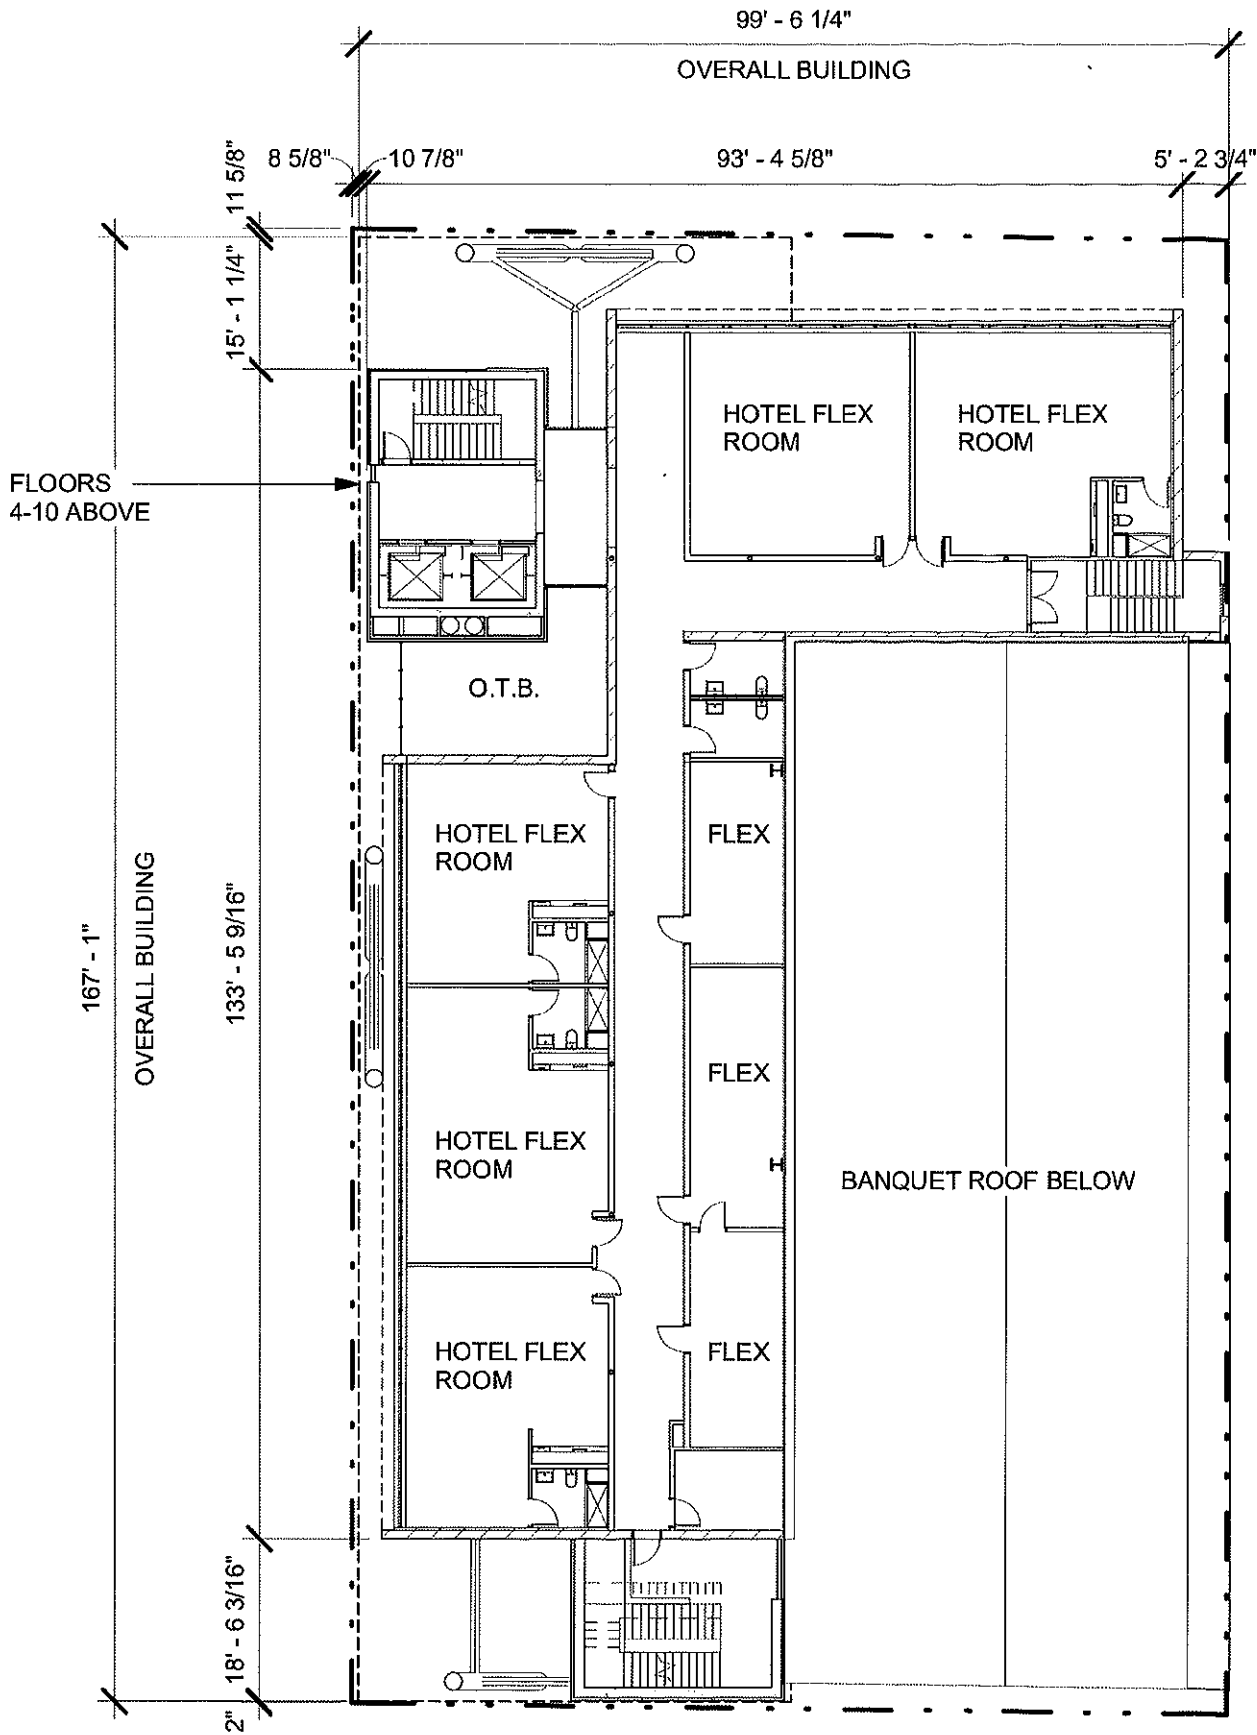 99' - 6 1/4"
OVERALL BUILDING
8 5/8"
10 7/8"
93' - 4 5/8"
5' - 2 3/4"
11 5/8"
15' - 1 1/4"
HOTEL FLEX
ROOM
HOTEL FLEX
ROOM
FLOORS
4-10 ABOVE
O.T.B.
HOTEL FLEX
ROOM
FLEX
167' - 1"
OVERALL BUILDING
133' - 5 9/16"
HOTEL FLEX
ROOM
FLEX
BANQUET ROOF BELOW
HOTEL FLEX
ROOM
FLEX
18' - 6 3/16"
2"